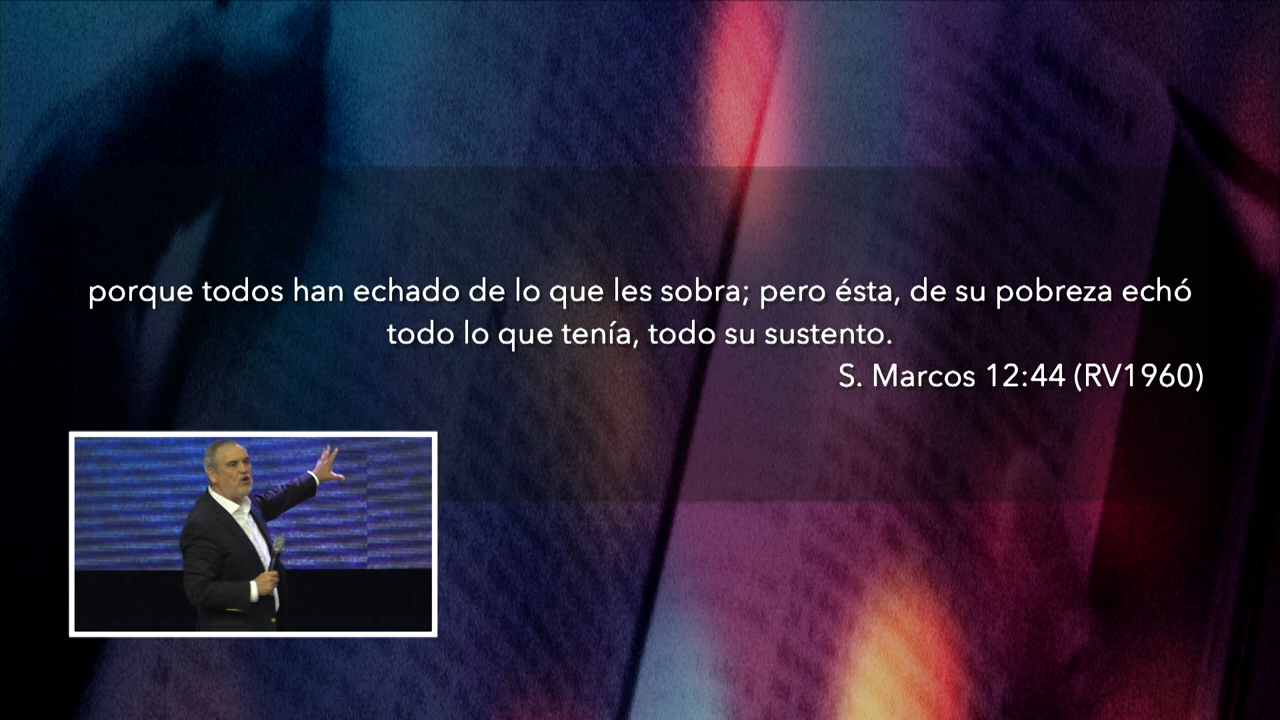 porque todos han echado de lo que les sobra; pero ésta, de su pobreza echó
todo lo que tenía, todo su sustento.
S. Marcos 12:44 (RV1960)